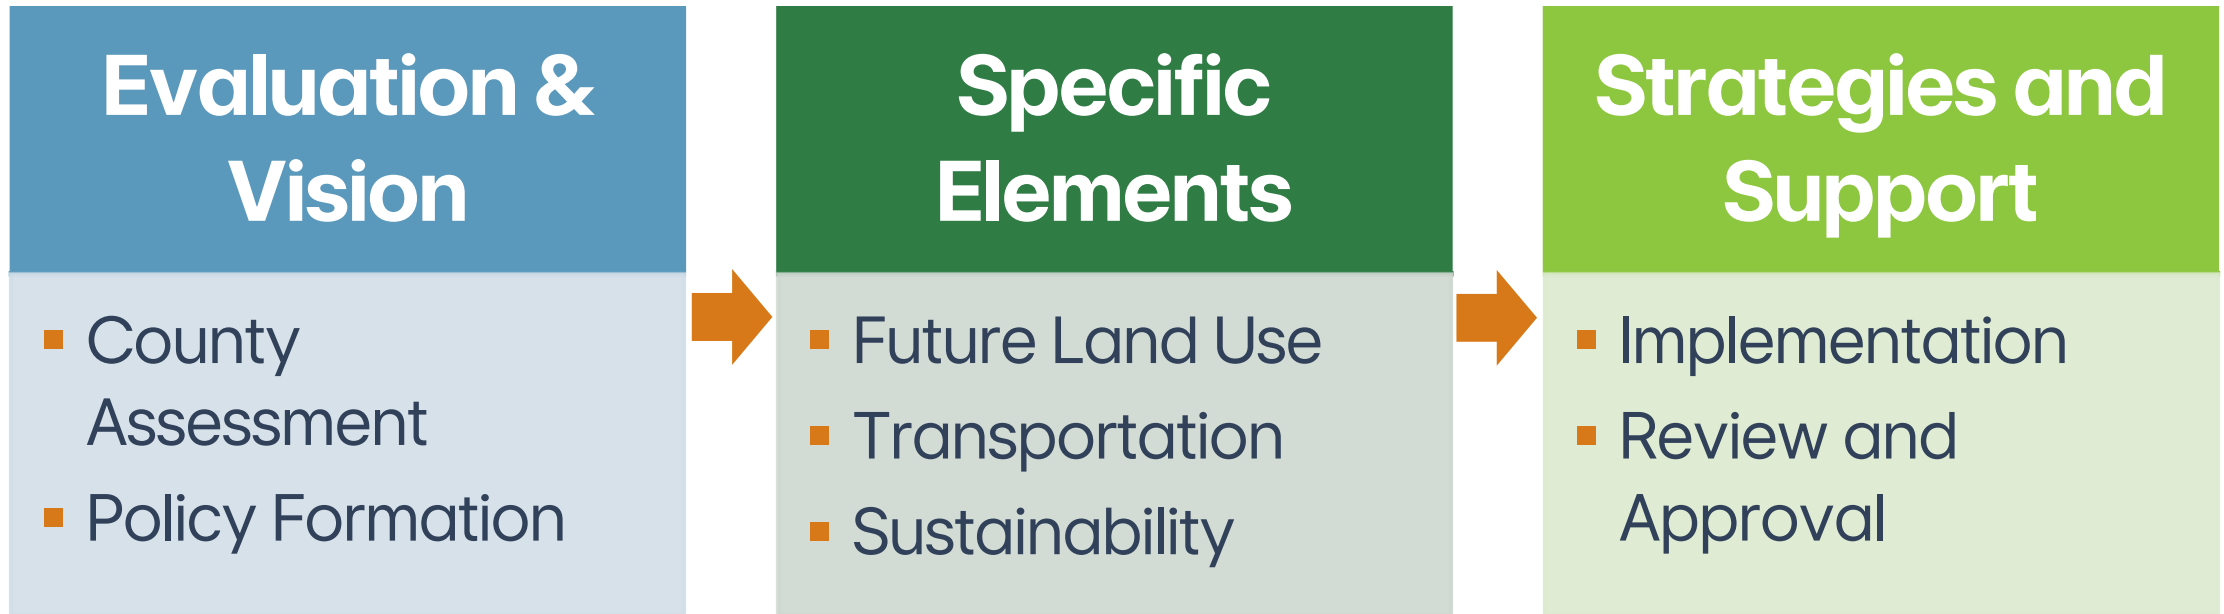 Evaluation &
Vision
▪ County
Assessment
▪ Policy Formation
Specific
Elements
▪ Future Land Use
▪ Transportation
▪ Sustainability
Strategies and
Support
▪ Implementation
▪ Review and
Approval